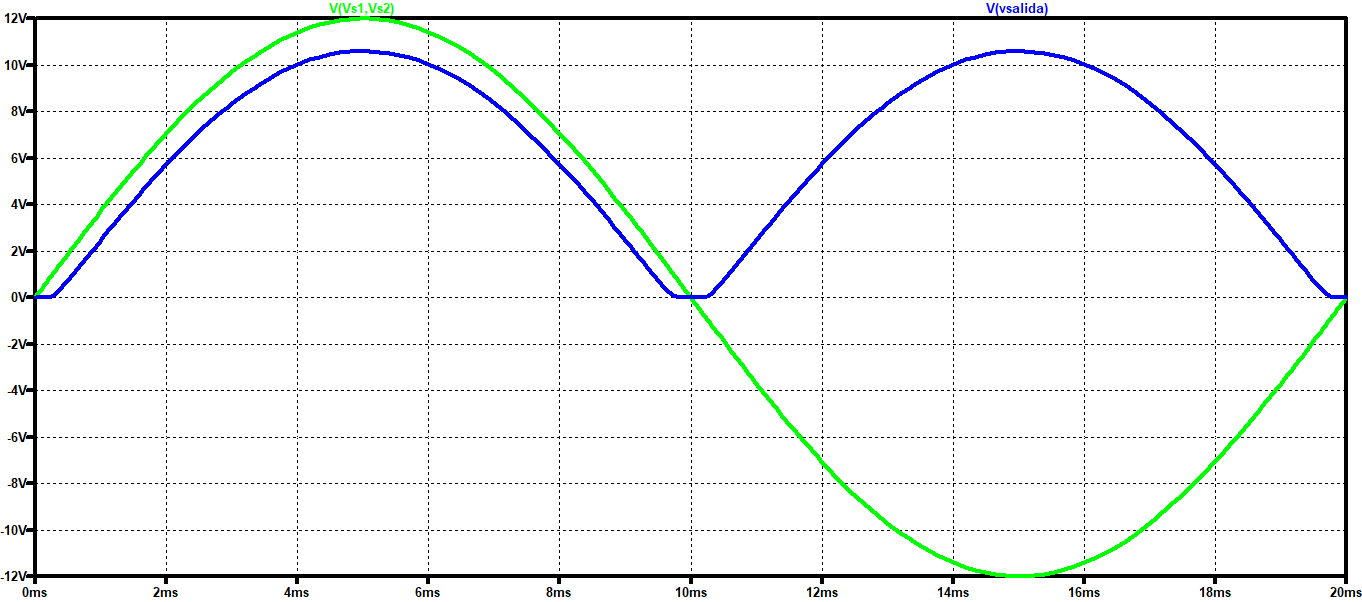 V(Vs1,Vs2) V(vsalida)
12V
10V
8V
6V
4V
2V
0V
-2V
-4V
-6V
-8V
-10V
-12V
0ms 2ms 4ms 6ms 8ms 10ms 12ms 14ms 16ms 18ms 20ms